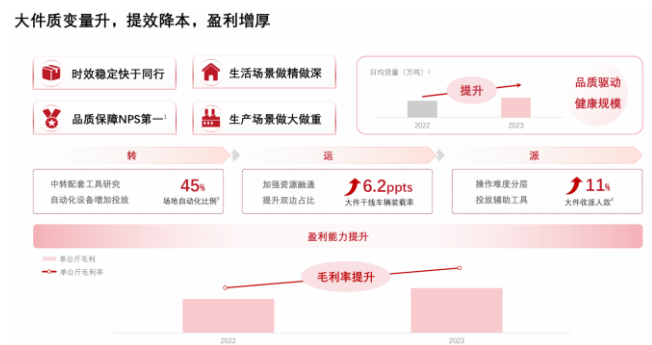 大件质变量升，提效降本，盈利增厚
时效稳定快于同行
生活场景做精做深
品质保障NPS第一1
生产场景做大做重
日均货量（万吨）2
提升
2022
2023
品质驱动
健康规模
转
运
派
中转配套工具研究
自动化设备增加投放
45%
场地自动化比例3
加强资源融通
提升双边占比
6.2ppts
大件干线车辆装载率
操作难度分层
投放辅助工具
11%
大件收派人效4
盈利能力提升
单公斤毛利
单公斤毛利率
毛利率提升
2022
2023